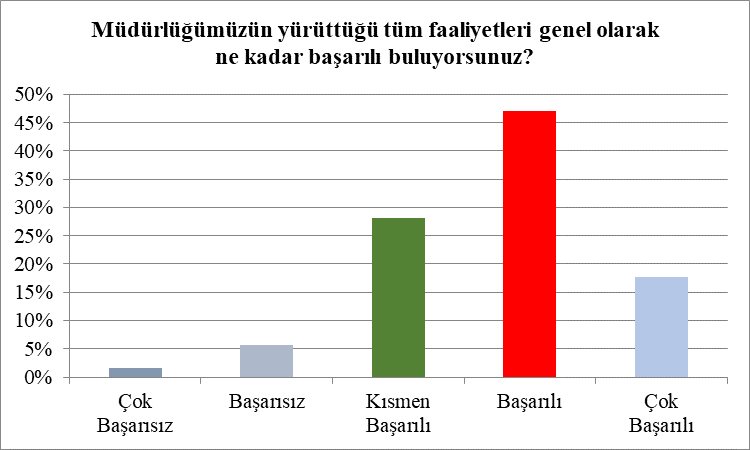 Müdürlüğümüzün yürüttüğü tüm faaliyetleri genel olarak
ne kadar başarılı buluyorsunuz?
50%
45%
40%
35%
30%
25%
20%
15%
10%
5%
0%
Çok
Başarısız
Başarısız
Kısmen
Başarılı
Başarılı
Çok
Başarılı